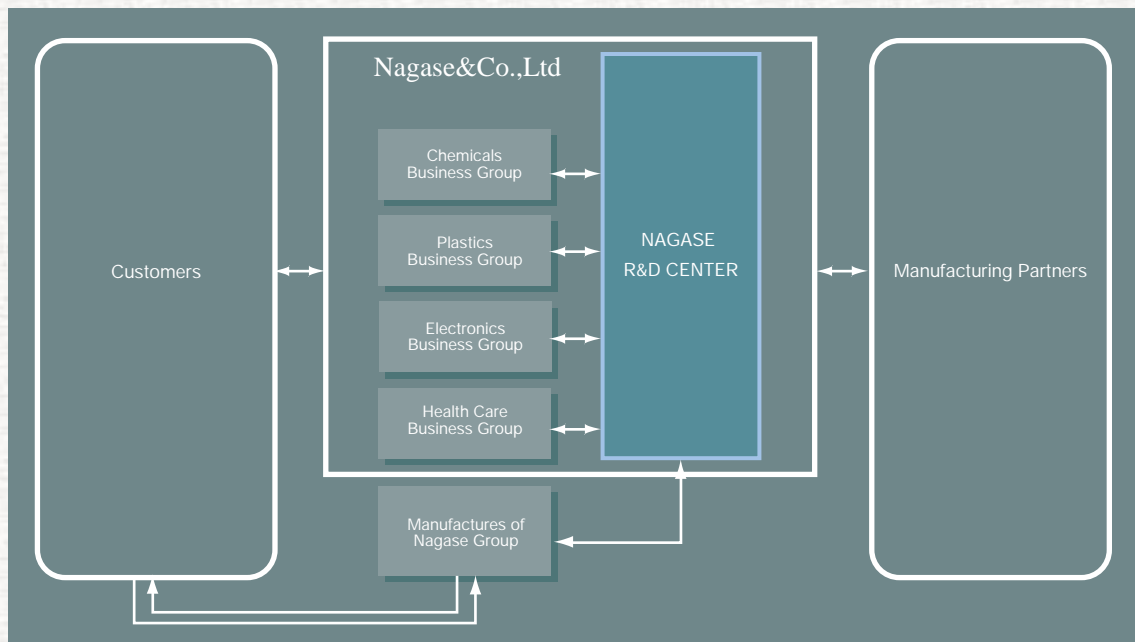 Nagase&Co.,Ltd
Customers
Chemicals
Business Group
Plastics
Business Group
Electronics
Business Group
Health Care
Business Group
NAGASE
R&D CENTER
Manufacturing Partners
Manufactures of
Nagase Group